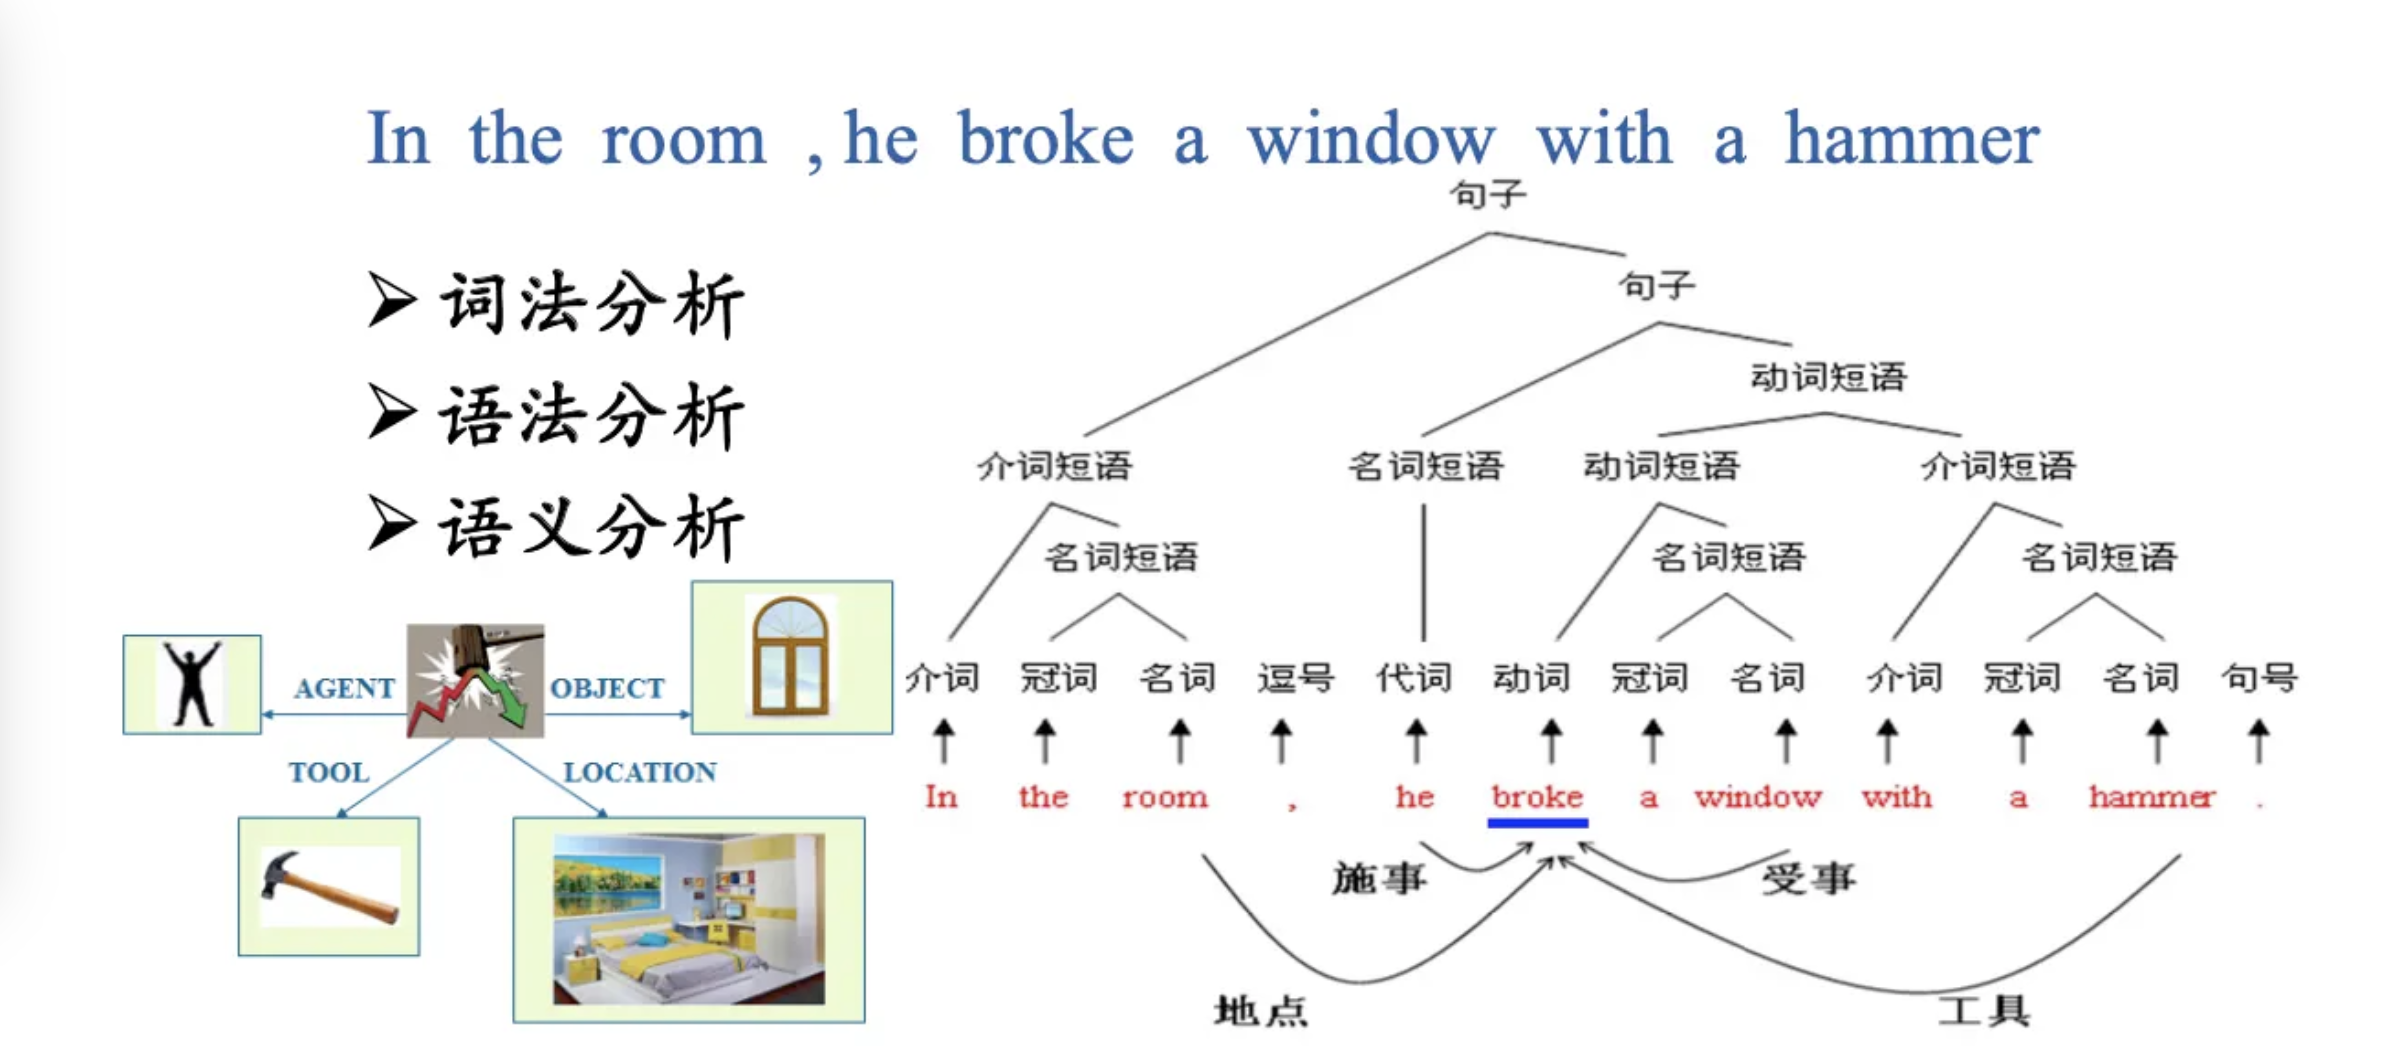 In the room , he broke a window with a hammer
词法分析
语法分析
语义分析
AGENT
OBJECT
TOOL
LOCATION
句子
句子
动词短语
介词短语 名词短语 动词短语 介词短语
名词短语 名词短语 名词短语
介词 冠词 名词 逗号 代词 动词 冠词 名词 介词 冠词 名词 句号
In the room , he broke a window with a hammer .
施事 受事
地点 工具